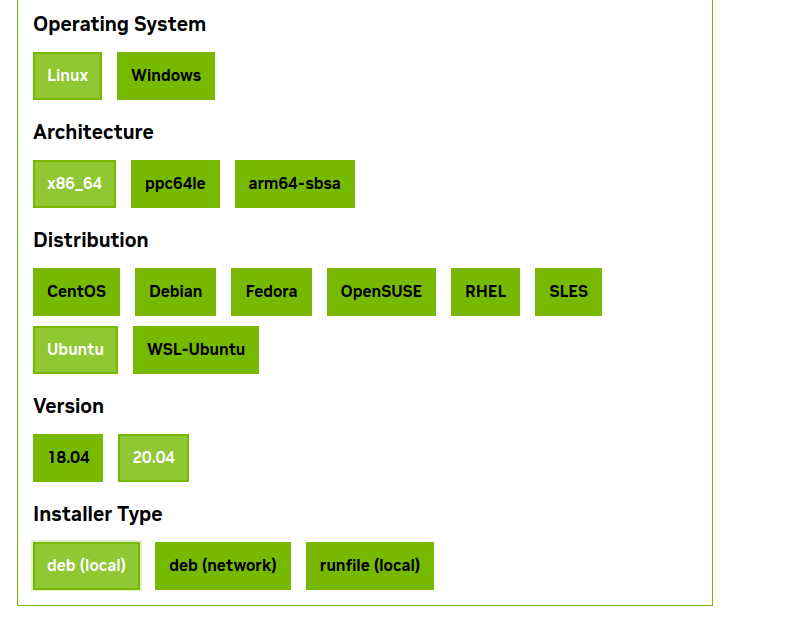 Operating System
Linux Windows
Architecture
x86_64 ppc64le arm64-sbsa
Distribution
CentOS Debian Fedora OpenSUSE RHEL SLES
Ubuntu WSL-Ubuntu
Version
18.04 20.04
Installer Type
deb (local) deb (network) runfile (local)